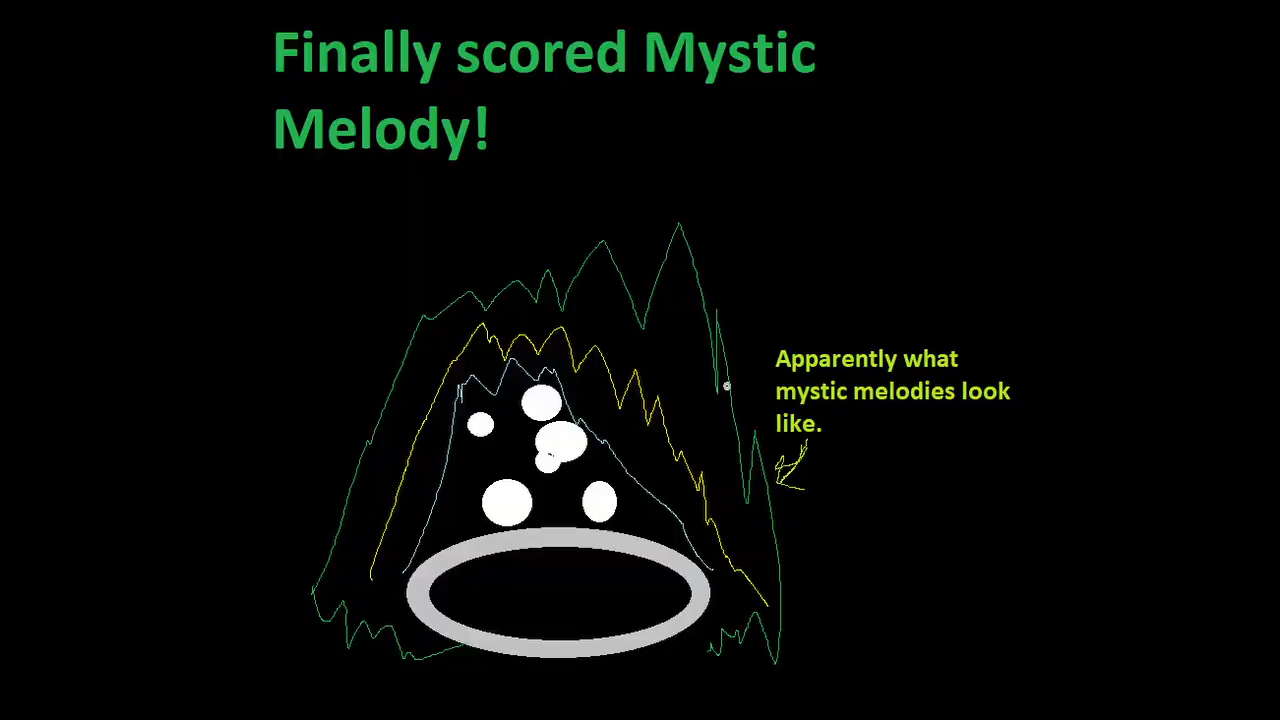 Finally scored Mystic
Melody!
Apparently what
mystic melodies look
like.